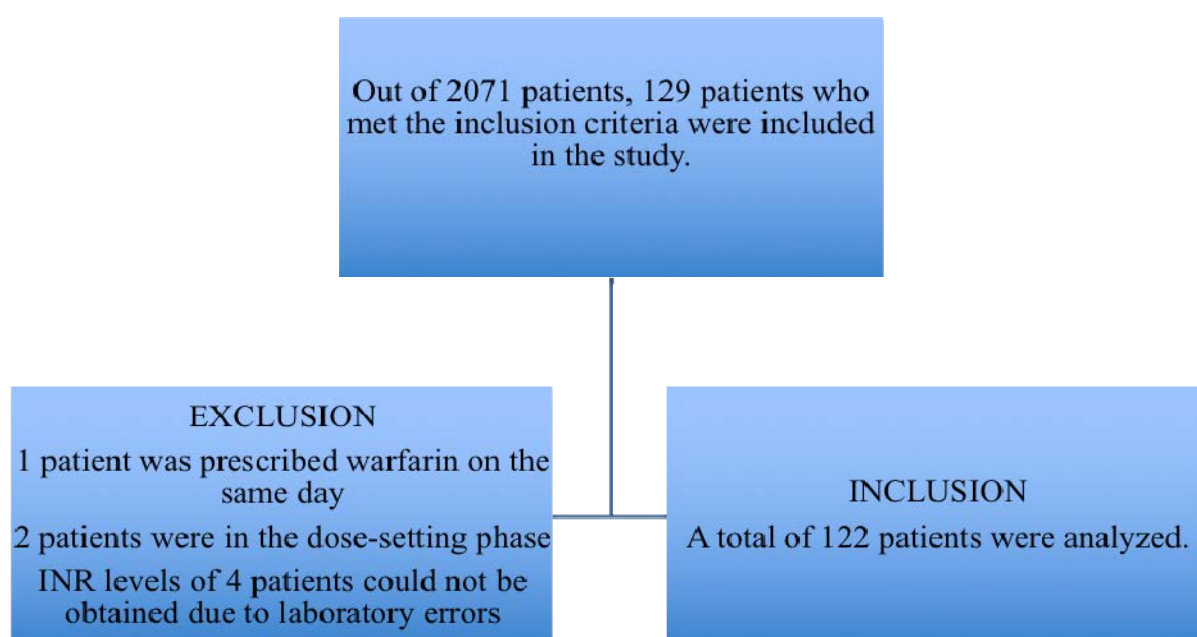 Out of 2071 patients, 129 patients who
met the inclusion criteria were included
in the study.
EXCLUSION
1 patient was prescribed warfarin on the
same day
2 patients were in the dose-setting phase
INR levels of 4 patients could not be
obtained due to laboratory errors
INCLUSION
A total of 122 patients were analyzed.